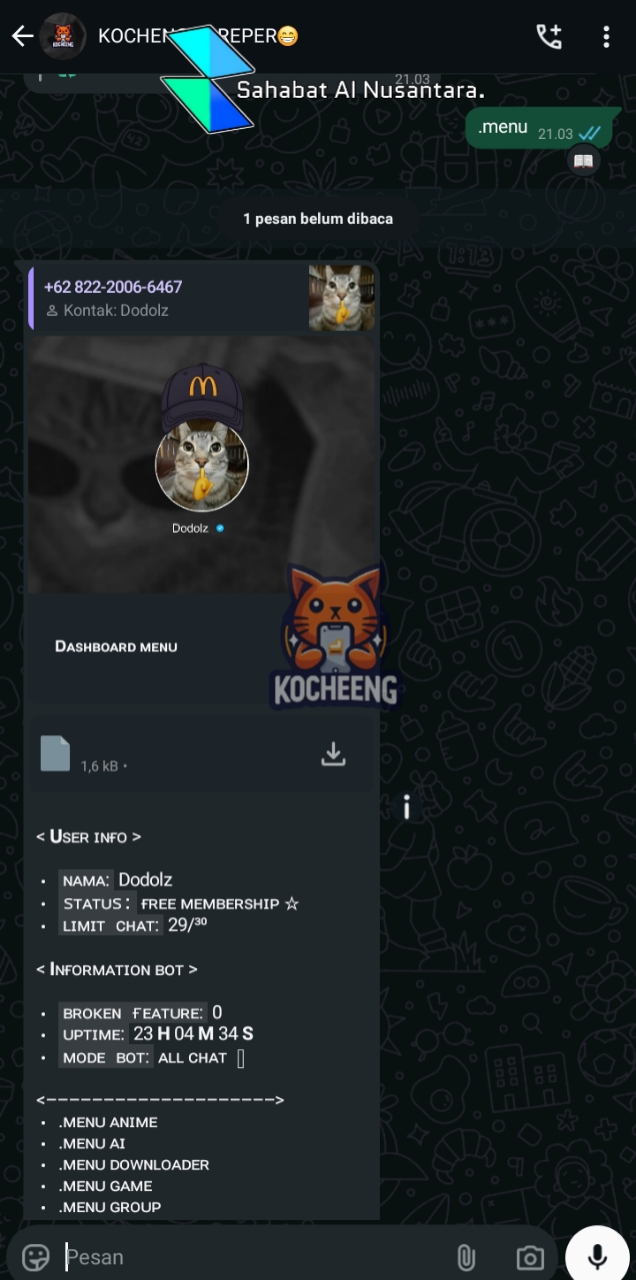 KOCHENG REPER😁
Sahabat AI Nusantara.
21.03
.menu 21.03
1 pesan belum dibaca
+62 822-2006-6467
Kontak: Dodolz
Dodolz
Dashboard menu
KOCHEENG
1,6 kB •
< User info >
• NAMA: Dodolz
• STATUS: FREE MEMBERSHIP ☆
• LIMIT CHAT: 29/³⁰
< Information bot >
• BROKEN FEATURE: 0
• UPTIME: 23 H 04 M 34 S
• MODE BOT: ALL CHAT
<-------------------->
• .MENU ANIME
• .MENU AI
• .MENU DOWNLOADER
• .MENU GAME
• .MENU GROUP
Pesan